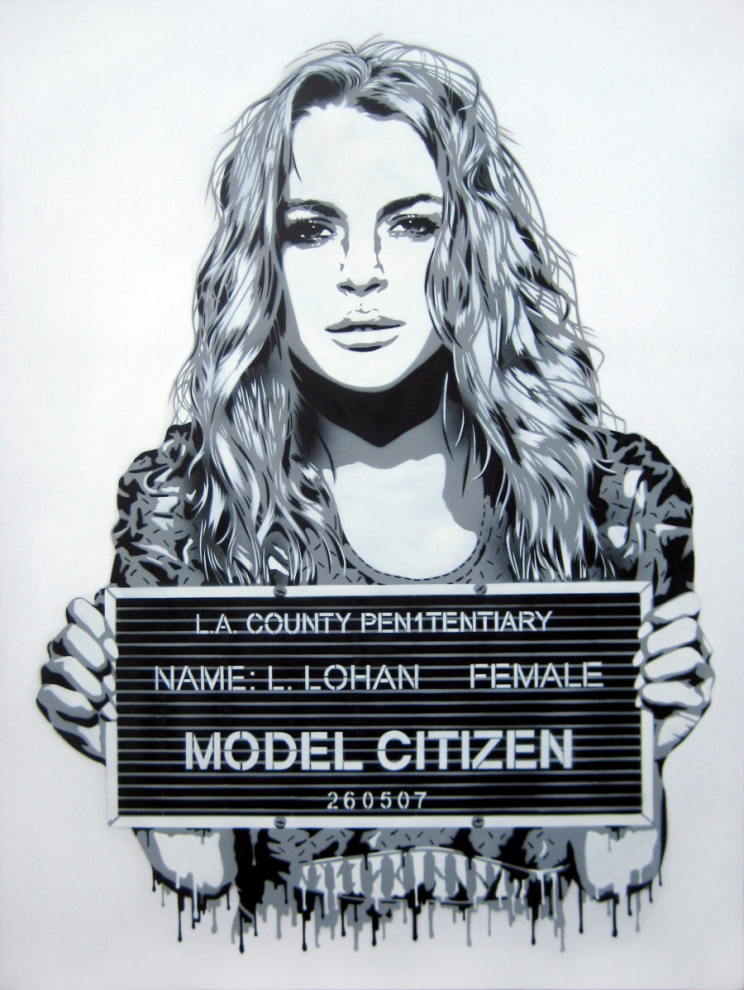 L.A. COUNTY PEN1TENTIARY
NAME: L. LOHAN FEMALE
MODEL CITIZEN
260507